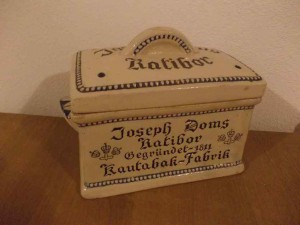 Ratibor
Joseph Doms
Ratibor
Gegründet 1811
Kautabak-Fabrik